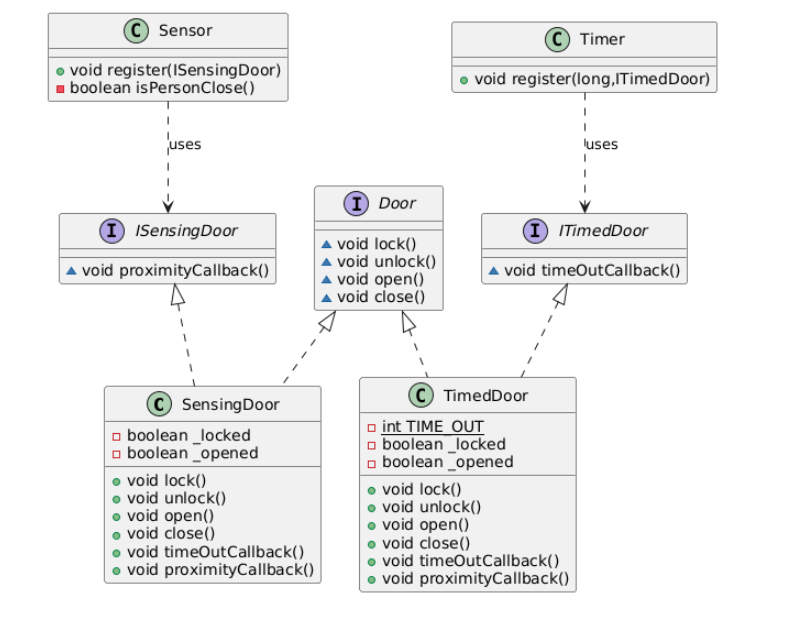 C Sensor
void register(ISensingDoor)
boolean isPersonClose()
C Timer
void register(long,ITimedDoor)
uses
uses
I ISensingDoor
void proximityCallback()
I Door
void lock()
void unlock()
void open()
void close()
I ITimedDoor
void timeOutCallback()
C SensingDoor
boolean _locked
boolean _opened
void lock()
void unlock()
void open()
void close()
void timeOutCallback()
void proximityCallback()
C TimedDoor
int TIME_OUT
boolean _locked
boolean _opened
void lock()
void unlock()
void open()
void close()
void timeOutCallback()
void proximityCallback()